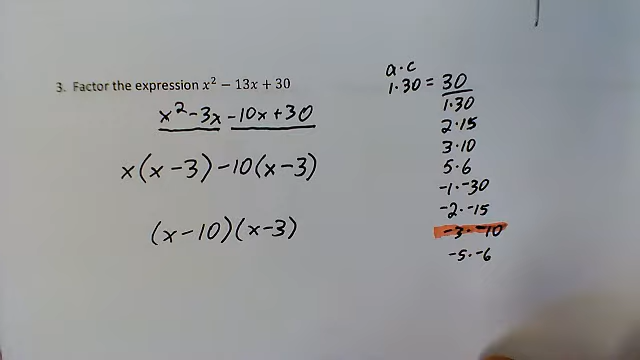 3. Factor the expression x² − 13x + 30
x²-3x -10x+30
x(x-3)-10(x-3)
(x-10)(x-3)
a·c
1·30 = 30
1·30
2·15
3·10
5·6
-1·-30
-2·-15
-3·-10
-5·-6